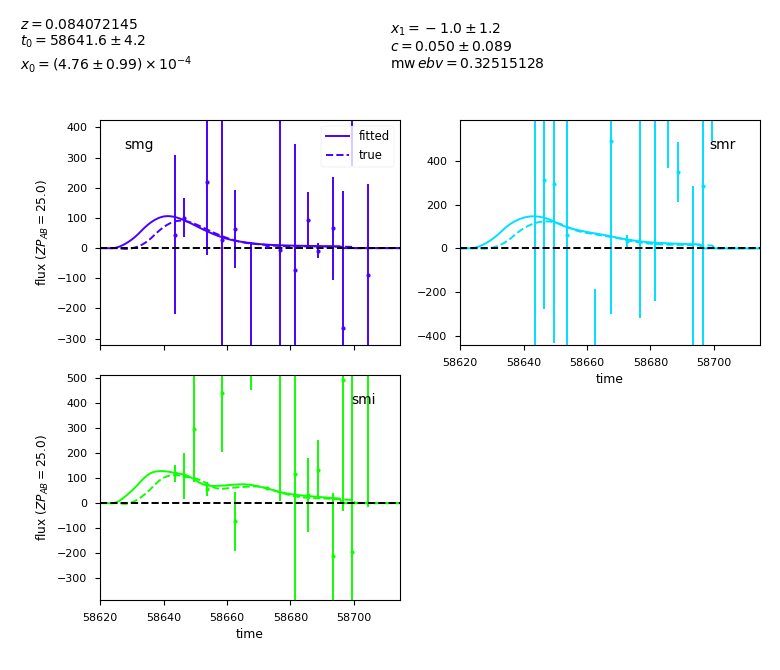 z = 0.084072145
t₀ = 58641.6 ± 4.2
x₀ = (4.76 ± 0.99) × 10⁻⁴
x₁ = −1.0 ± 1.2
c = 0.050 ± 0.089
mw ebv = 0.32515128
smg
fitted
true
400
300
200
100
0
−100
−200
−300
flux (ZP_AB = 25.0)
smr
400
200
0
−200
−400
58620 58640 58660 58680 58700
time
smi
500
400
300
200
100
0
−100
−200
−300
flux (ZP_AB = 25.0)
58620 58640 58660 58680 58700
time